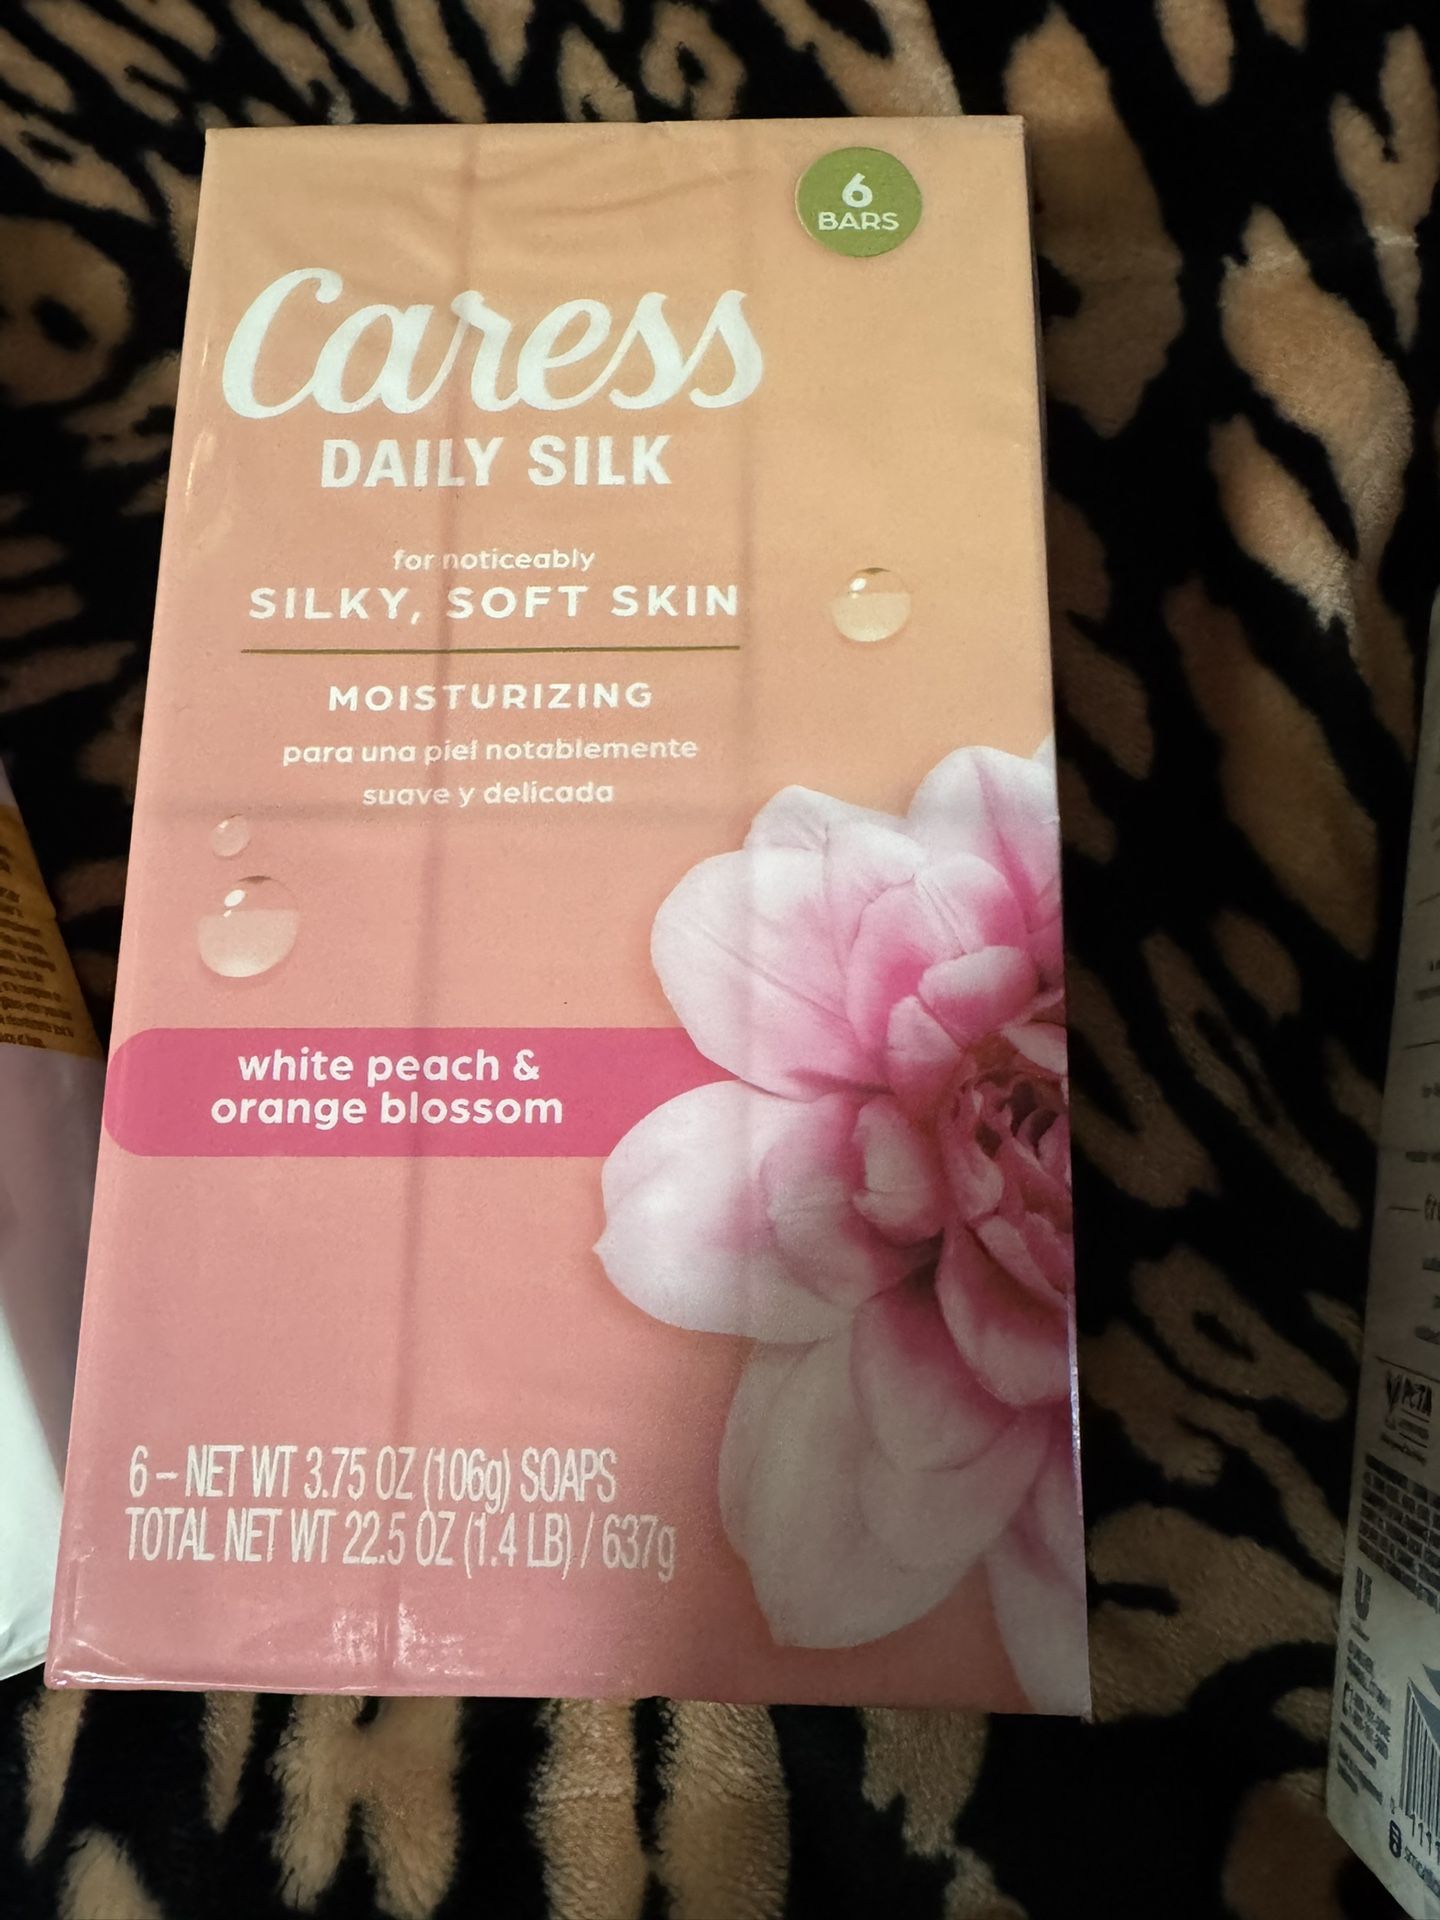 6
BARS
Caress
DAILY SILK
for noticeably
SILKY, SOFT SKIN
MOISTURIZING
para una piel notablemente
suave y delicada
white peach &
orange blossom
6 – NET WT 3.75 OZ (106g) SOAPS
TOTAL NET WT 22.5 OZ (1.4 LB) / 637g
PETA